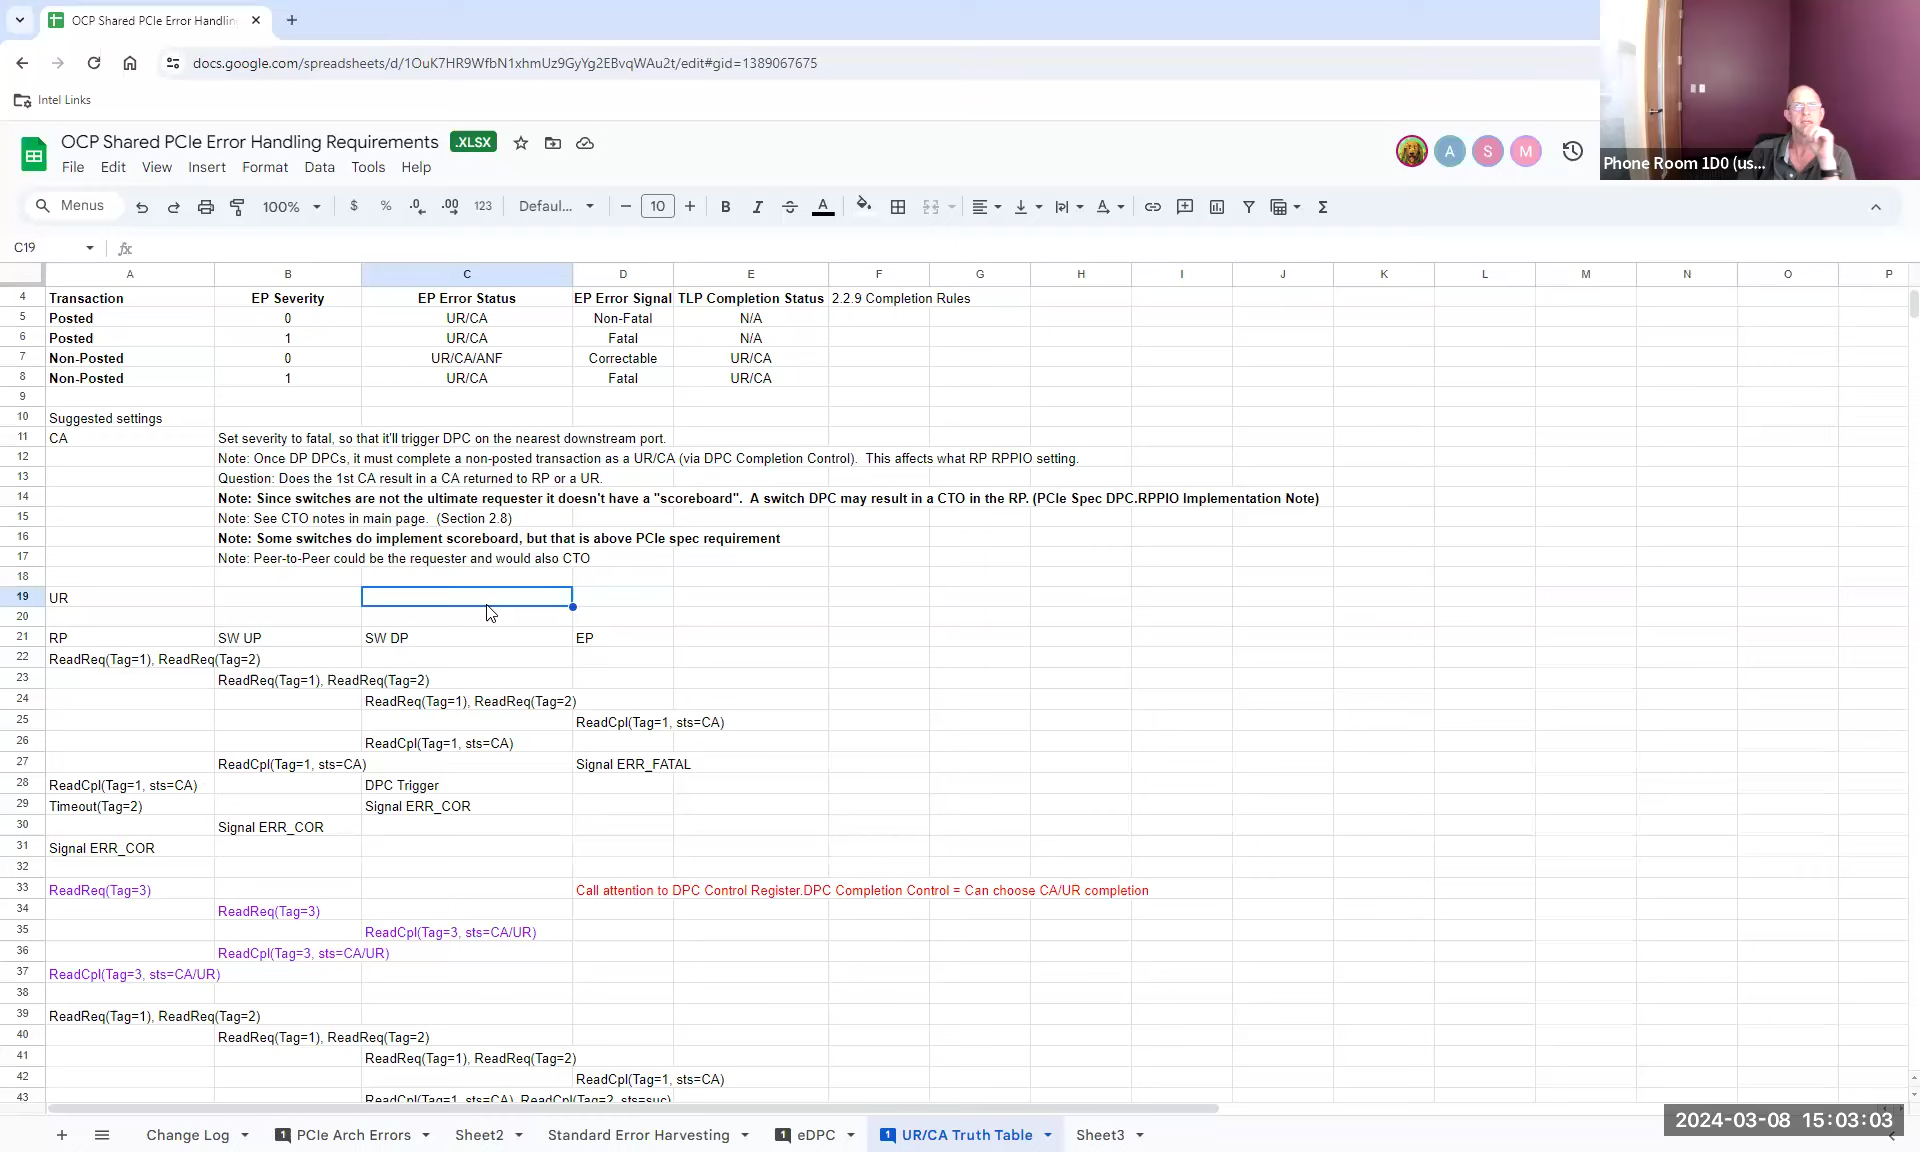 OCP Shared PCIe Error Handlin
docs.google.com/spreadsheets/d/1OuK7HR9WfbN1xhmUz9GyYg2EBvqWAu2t/edit#gid=1389067675
Intel Links
OCP Shared PCIe Error Handling Requirements .XLSX
A S M
File Edit View Insert Format Data Tools Help
Phone Room 1D0 (us...
Menus 100% $ % .0 .00 123 Defaul... 10 B I A
C19 fx
A B C D E F G H I J K L M N O P
4 Transaction EP Severity EP Error Status EP Error Signal TLP Completion Status 2.2.9 Completion Rules
5 Posted 0 UR/CA Non-Fatal N/A
6 Posted 1 UR/CA Fatal N/A
7 Non-Posted 0 UR/CA/ANF Correctable UR/CA
8 Non-Posted 1 UR/CA Fatal UR/CA
9
10 Suggested settings
11 CA Set severity to fatal, so that it'll trigger DPC on the nearest downstream port.
12 Note: Once DP DPCs, it must complete a non-posted transaction as a UR/CA (via DPC Completion Control). This affects what RP RPPIO setting.
13 Question: Does the 1st CA result in a CA returned to RP or a UR.
14 Note: Since switches are not the ultimate requester it doesn't have a "scoreboard". A switch DPC may result in a CTO in the RP. (PCIe Spec DPC.RPPIO Implementation Note)
15 Note: See CTO notes in main page. (Section 2.8)
16 Note: Some switches do implement scoreboard, but that is above PCIe spec requirement
17 Note: Peer-to-Peer could be the requester and would also CTO
18
19 UR
20
21 RP SW UP SW DP EP
22 ReadReq(Tag=1), ReadReq(Tag=2)
23 ReadReq(Tag=1), ReadReq(Tag=2)
24 ReadReq(Tag=1), ReadReq(Tag=2)
25 ReadCpl(Tag=1, sts=CA)
26 ReadCpl(Tag=1, sts=CA)
27 ReadCpl(Tag=1, sts=CA) Signal ERR_FATAL
28 ReadCpl(Tag=1, sts=CA) DPC Trigger
29 Timeout(Tag=2) Signal ERR_COR
30 Signal ERR_COR
31 Signal ERR_COR
32
33 ReadReq(Tag=3) Call attention to DPC Control Register.DPC Completion Control = Can choose CA/UR completion
34 ReadReq(Tag=3)
35 ReadCpl(Tag=3, sts=CA/UR)
36 ReadCpl(Tag=3, sts=CA/UR)
37 ReadCpl(Tag=3, sts=CA/UR)
38
39 ReadReq(Tag=1), ReadReq(Tag=2)
40 ReadReq(Tag=1), ReadReq(Tag=2)
41 ReadReq(Tag=1), ReadReq(Tag=2)
42 ReadCpl(Tag=1, sts=CA)
43 ReadCpl(Tag=1, sts=CA), ReadCpl(Tag=2, sts=suc)
Change Log 1 PCIe Arch Errors Sheet2 Standard Error Harvesting 1 eDPC 1 UR/CA Truth Table Sheet3
2024-03-08 15:03:03